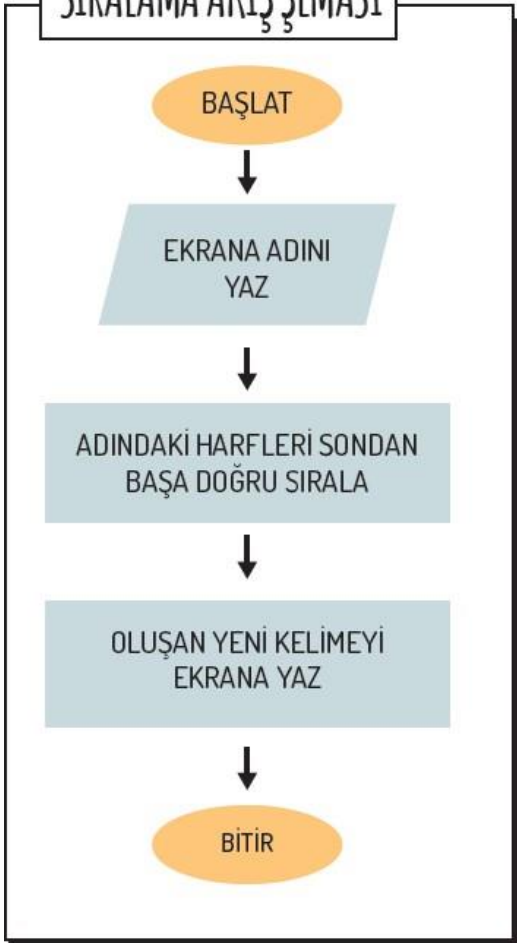 SIRALAMA AKIŞ ŞEMASI
BAŞLAT
EKRANA ADINI
YAZ
ADINDAKİ HARFLERİ SONDAN
BAŞA DOĞRU SIRALA
OLUŞAN YENİ KELİMEYİ
EKRANA YAZ
BİTİR